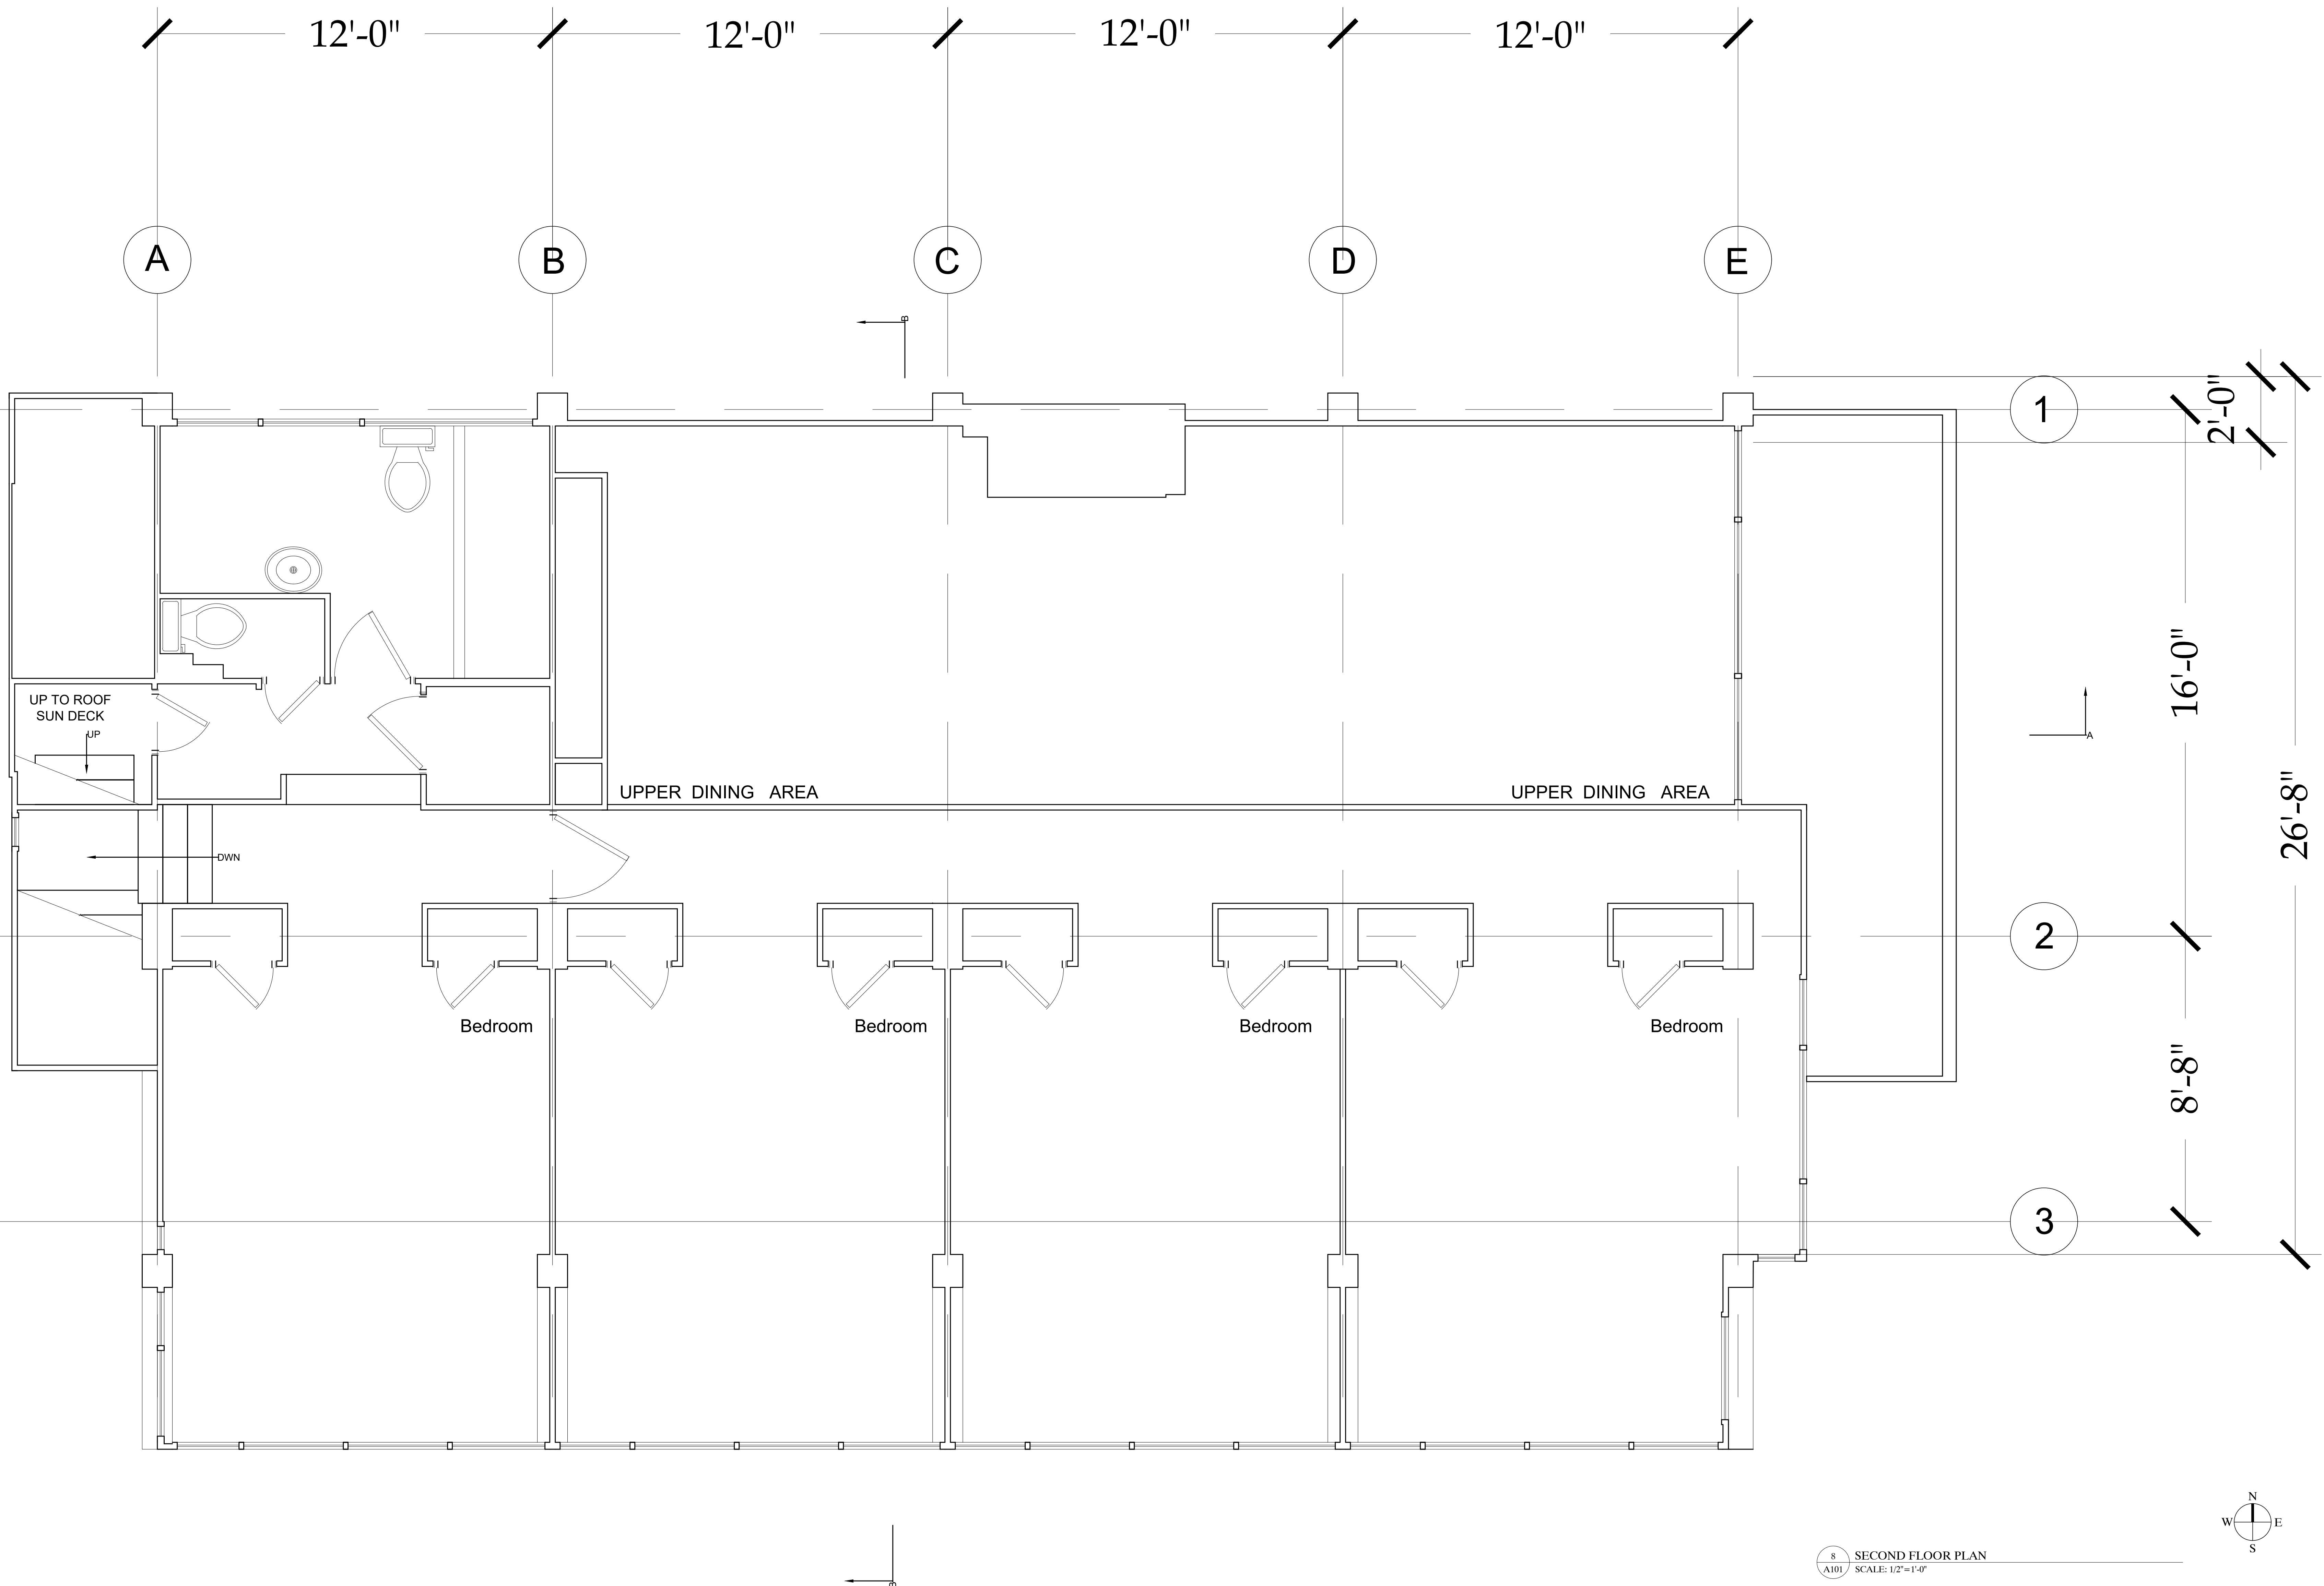 12'-0" 12'-0" 12'-0" 12'-0"
A B C D E
B
1
2'-0"
16'-0"
UP TO ROOF
SUN DECK
UP
A
UPPER DINING AREA UPPER DINING AREA
26'-8"
DWN
2
Bedroom Bedroom Bedroom Bedroom
8'-8"
3
N
W E
S
8 SECOND FLOOR PLAN
A101 SCALE: 1/2"=1'-0"
B